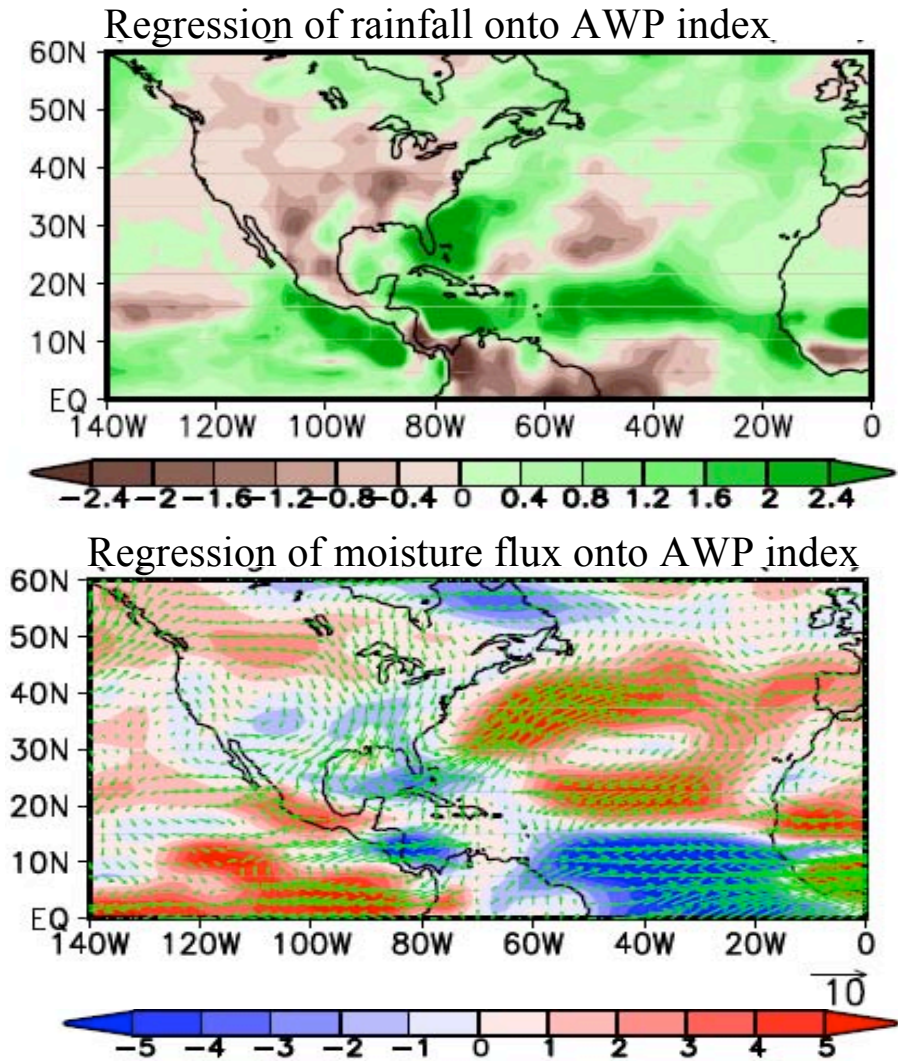 Regression of rainfall onto AWP index
60N
50N
40N
30N
20N
10N
EQ
140W 120W 100W 80W 60W 40W 20W 0
−2.4 −2 −1.6 −1.2 −0.8 −0.4 0 0.4 0.8 1.2 1.6 2 2.4
Regression of moisture flux onto AWP index
60N
50N
40N
30N
20N
10N
EQ
140W 120W 100W 80W 60W 40W 20W 0
10
−5 −4 −3 −2 −1 0 1 2 3 4 5